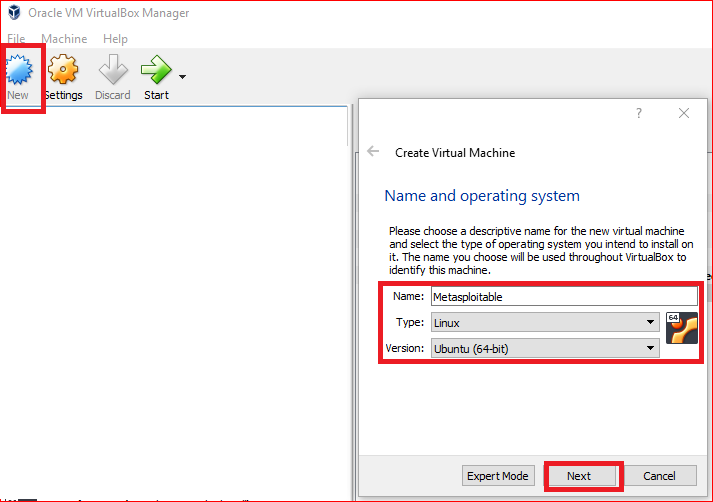 Oracle VM VirtualBox Manager
File Machine Help
New Settings Discard Start
?
Create Virtual Machine
Name and operating system
Please choose a descriptive name for the new virtual machine
and select the type of operating system you intend to install on
it. The name you choose will be used throughout VirtualBox to
identify this machine.
Name: Metasploitable
Type: Linux
64
Version: Ubuntu (64-bit)
Expert Mode Next Cancel